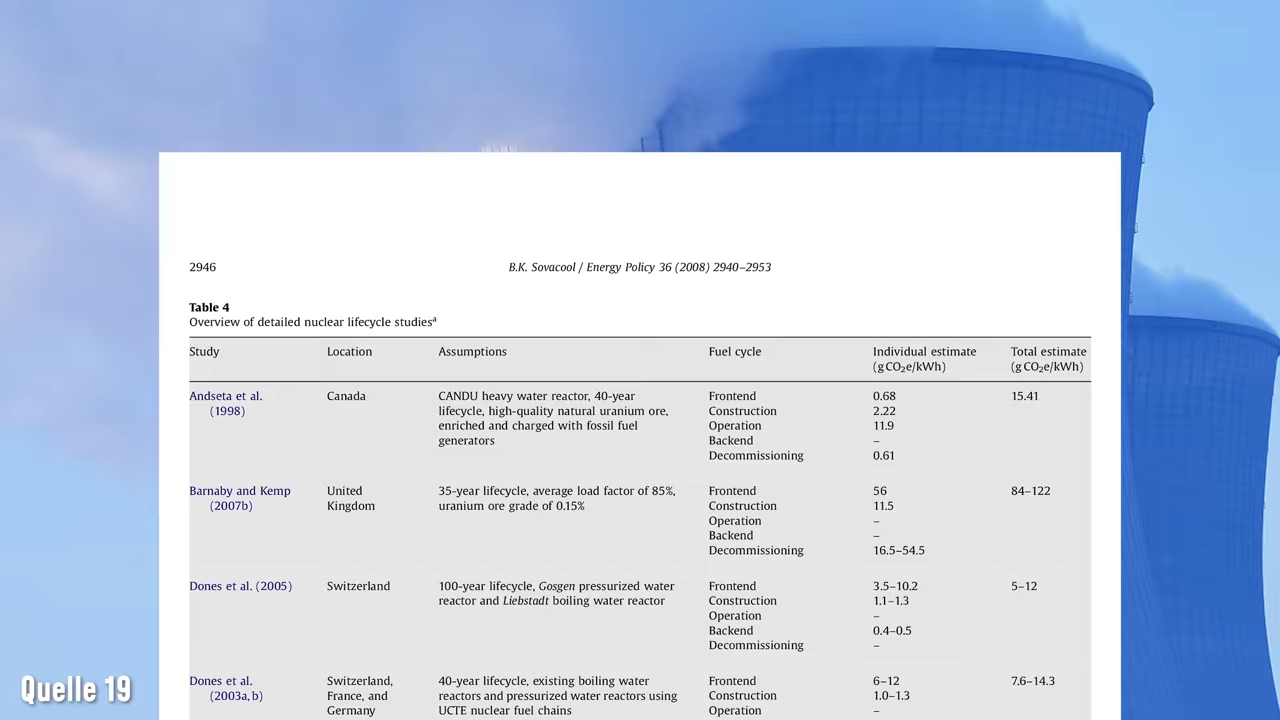 2946 B.K. Sovacool / Energy Policy 36 (2008) 2940–2953
Table 4
Overview of detailed nuclear lifecycle studiesᵃ
Study Location Assumptions Fuel cycle Individual estimate Total estimate
(g CO₂e/kWh) (g CO₂e/kWh)
Andseta et al. Canada CANDU heavy water reactor, 40-year Frontend 0.68 15.41
(1998) lifecycle, high-quality natural uranium ore, Construction 2.22
enriched and charged with fossil fuel Operation 11.9
generators Backend –
Decommissioning 0.61
Barnaby and Kemp United 35-year lifecycle, average load factor of 85%, Frontend 56 84–122
(2007b) Kingdom uranium ore grade of 0.15% Construction 11.5
Operation –
Backend –
Decommissioning 16.5–54.5
Dones et al. (2005) Switzerland 100-year lifecycle, Gosgen pressurized water Frontend 3.5–10.2 5–12
reactor and Liebstadt boiling water reactor Construction 1.1–1.3
Operation –
Backend 0.4–0.5
Decommissioning –
Dones et al. Switzerland, 40-year lifecycle, existing boiling water Frontend 6–12 7.6–14.3
(2003a, b) France, and reactors and pressurized water reactors using Construction 1.0–1.3
Germany UCTE nuclear fuel chains Operation –
Quelle 19